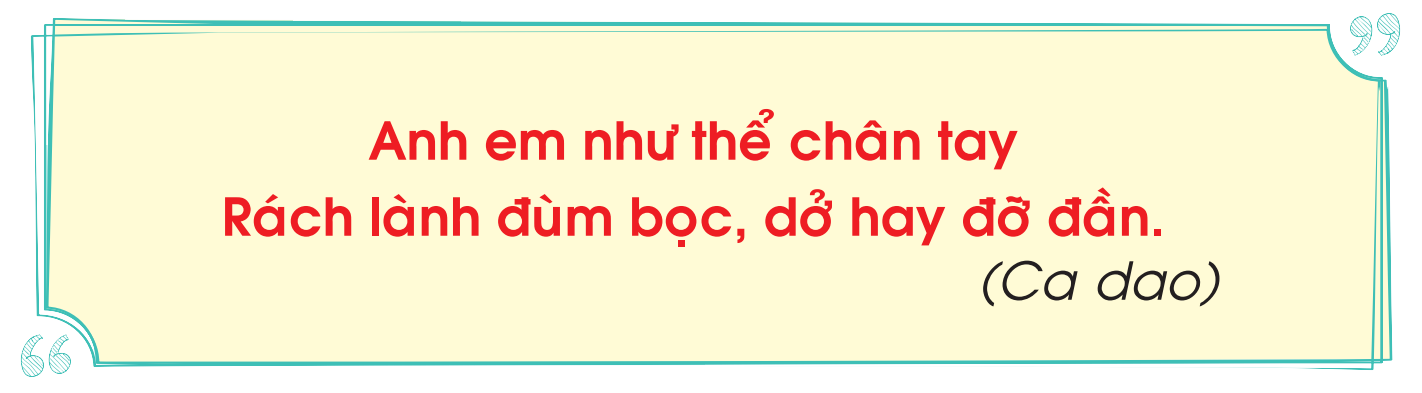 Anh em như thể chân tay
Rách lành đùm bọc, dở hay đỡ đần.
(Ca dao)